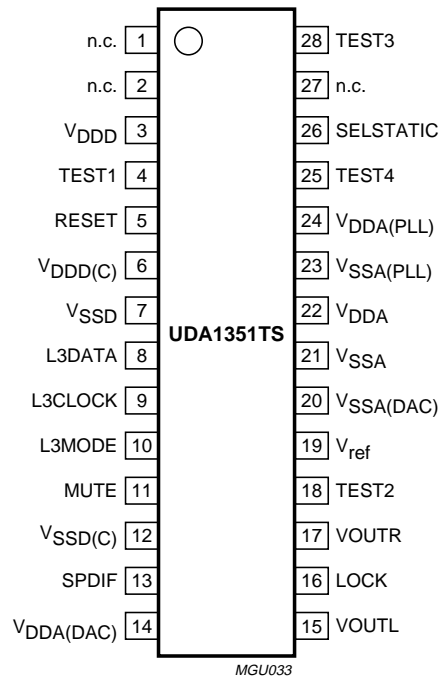 n.c. 1 28 TEST3
n.c. 2 27 n.c.
VDDD 3 26 SELSTATIC
TEST1 4 25 TEST4
RESET 5 24 VDDA(PLL)
VDDD(C) 6 23 VSSA(PLL)
VSSD 7 22 VDDA
UDA1351TS
L3DATA 8 21 VSSA
L3CLOCK 9 20 VSSA(DAC)
L3MODE 10 19 Vref
MUTE 11 18 TEST2
VSSD(C) 12 17 VOUTR
SPDIF 13 16 LOCK
VDDA(DAC) 14 15 VOUTL
MGU033